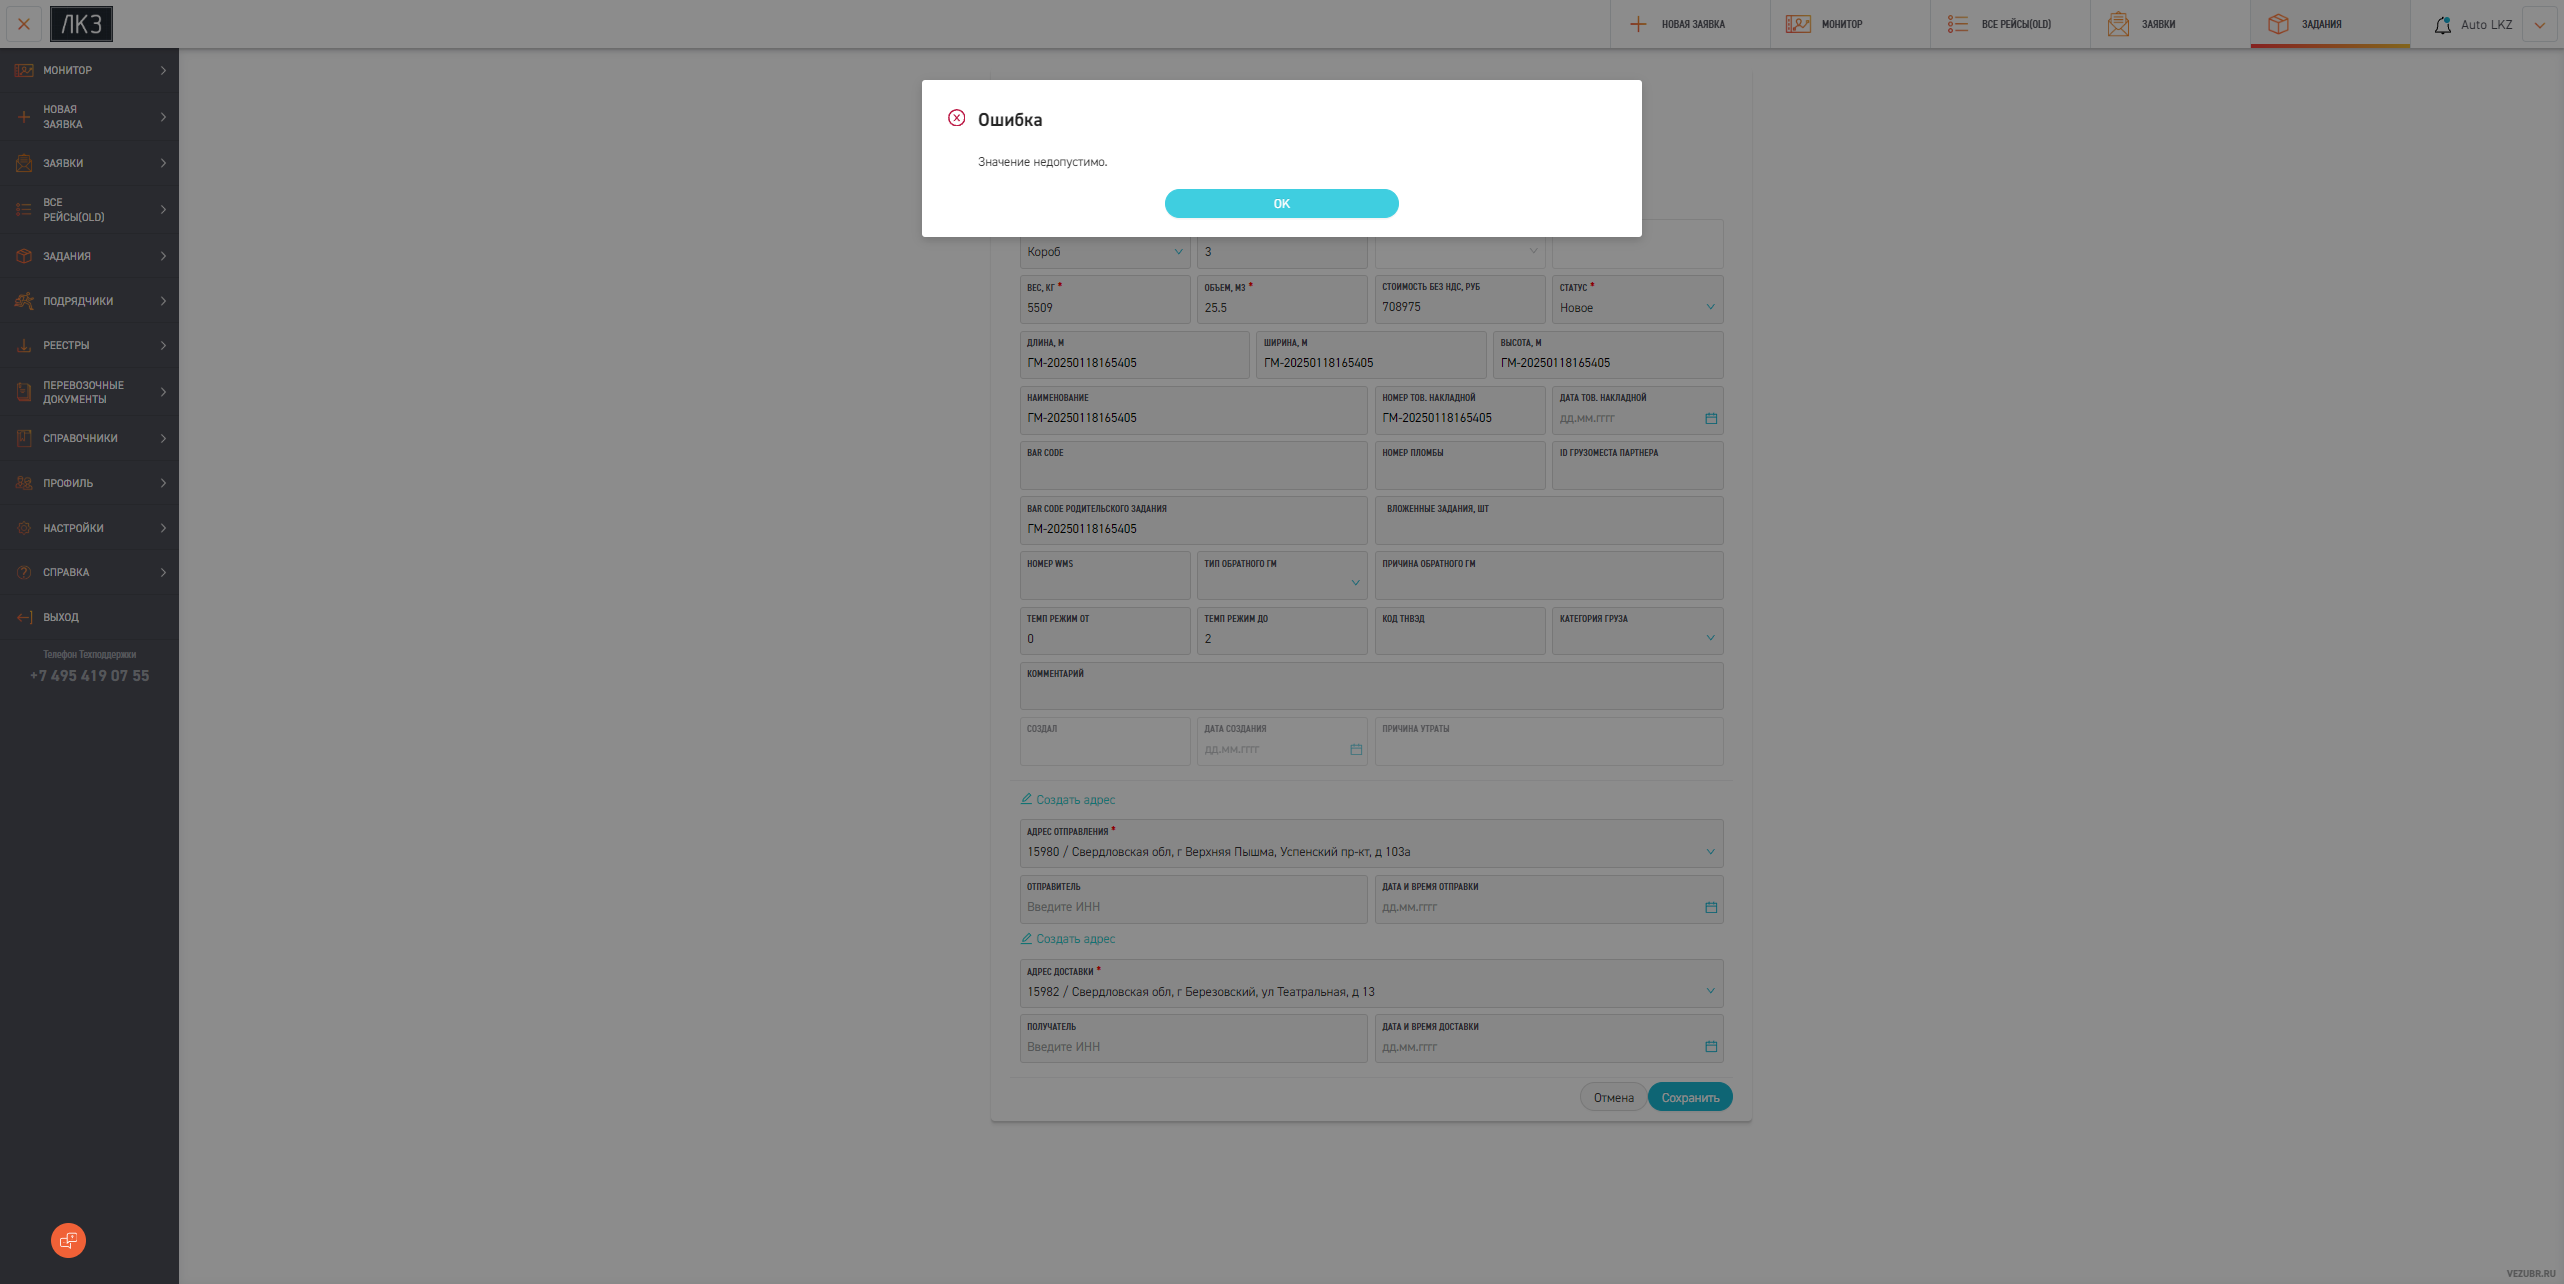 ЛКЗ
НОВАЯ ЗАЯВКА
МОНИТОР
ВСЕ РЕЙСЫ(OLD)
ЗАЯВКИ
ЗАДАНИЯ
Auto LKZ
МОНИТОР
НОВАЯ
ЗАЯВКА
ЗАЯВКИ
ВСЕ
РЕЙСЫ(OLD)
ЗАДАНИЯ
ПОДРЯДЧИКИ
РЕЕСТРЫ
ПЕРЕВОЗОЧНЫЕ
ДОКУМЕНТЫ
СПРАВОЧНИКИ
ПРОФИЛЬ
НАСТРОЙКИ
СПРАВКА
ВЫХОД
Телефон Техподдержки
+7 495 419 07 55
Ошибка
Значение недопустимо.
OK
Короб
3
ВЕС, КГ *
5509
ОБЪЕМ, М3 *
25.5
СТОИМОСТЬ БЕЗ НДС, РУБ
708975
СТАТУС *
Новое
ДЛИНА, М
ГМ-20250118165405
ШИРИНА, М
ГМ-20250118165405
ВЫСОТА, М
ГМ-20250118165405
НАИМЕНОВАНИЕ
ГМ-20250118165405
НОМЕР ТОВ. НАКЛАДНОЙ
ГМ-20250118165405
ДАТА ТОВ. НАКЛАДНОЙ
дд.мм.гггг
BAR CODE
НОМЕР ПЛОМБЫ
ID ГРУЗОМЕСТА ПАРТНЕРА
BAR CODE РОДИТЕЛЬСКОГО ЗАДАНИЯ
ГМ-20250118165405
ВЛОЖЕННЫЕ ЗАДАНИЯ, ШТ
НОМЕР WMS
ТИП ОБРАТНОГО ГМ
ПРИЧИНА ОБРАТНОГО ГМ
ТЕМП РЕЖИМ ОТ
0
ТЕМП РЕЖИМ ДО
2
КОД ТНВЭД
КАТЕГОРИЯ ГРУЗА
КОММЕНТАРИЙ
СОЗДАЛ
ДАТА СОЗДАНИЯ
дд.мм.гггг
ПРИЧИНА УТРАТЫ
Создать адрес
АДРЕС ОТПРАВЛЕНИЯ *
15980 / Свердловская обл, г Верхняя Пышма, Успенский пр-кт, д 103а
ОТПРАВИТЕЛЬ
Введите ИНН
ДАТА И ВРЕМЯ ОТПРАВКИ
дд.мм.гггг
Создать адрес
АДРЕС ДОСТАВКИ *
15982 / Свердловская обл, г Березовский, ул Театральная, д 13
ПОЛУЧАТЕЛЬ
Введите ИНН
ДАТА И ВРЕМЯ ДОСТАВКИ
дд.мм.гггг
Отмена
Сохранить
VEZUBR.RU